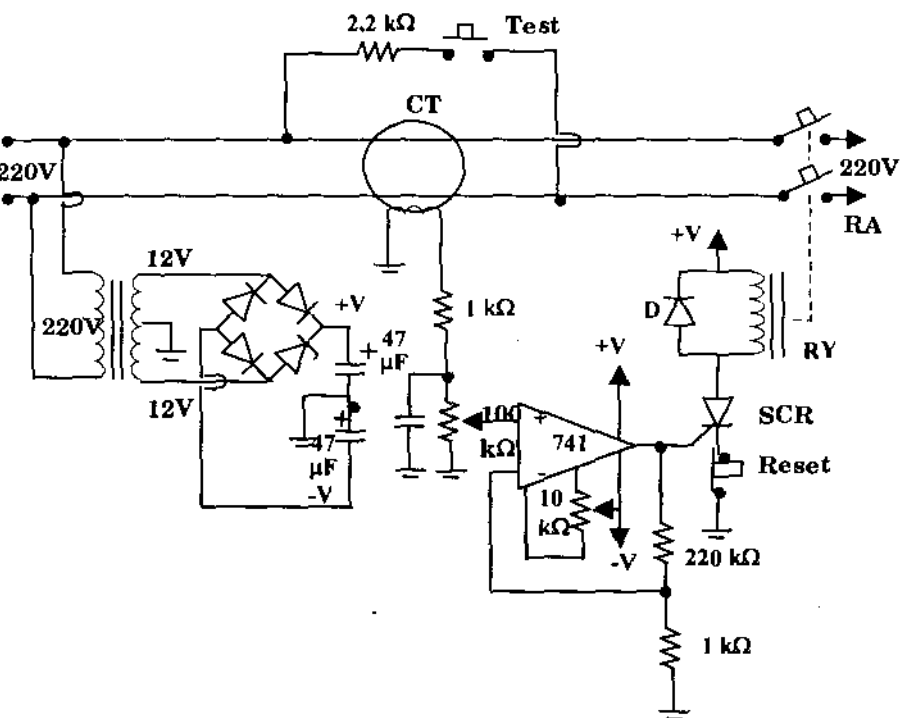 2.2 kΩ
Test
CT
220V
220V
RA
12V
220V
12V
+V
+
47
μF
+
47
μF
-V
1 kΩ
100
kΩ
+V
+
741
-
10
kΩ
-V
+V
D
RY
SCR
Reset
220 kΩ
1 kΩ